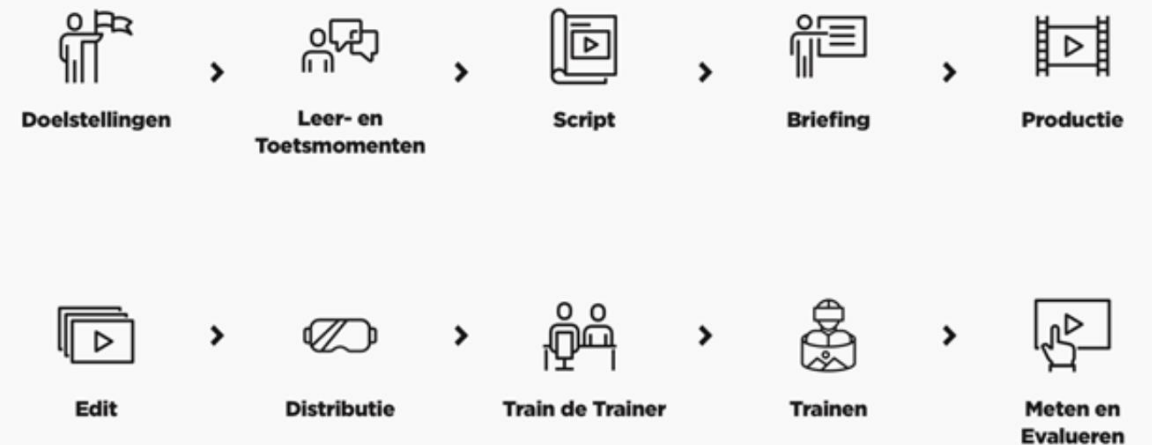 Doelstellingen
Leer- en
Toetsmomenten
Script
Briefing
Productie
Edit
Distributie
Train de Trainer
Trainen
Meten en
Evalueren